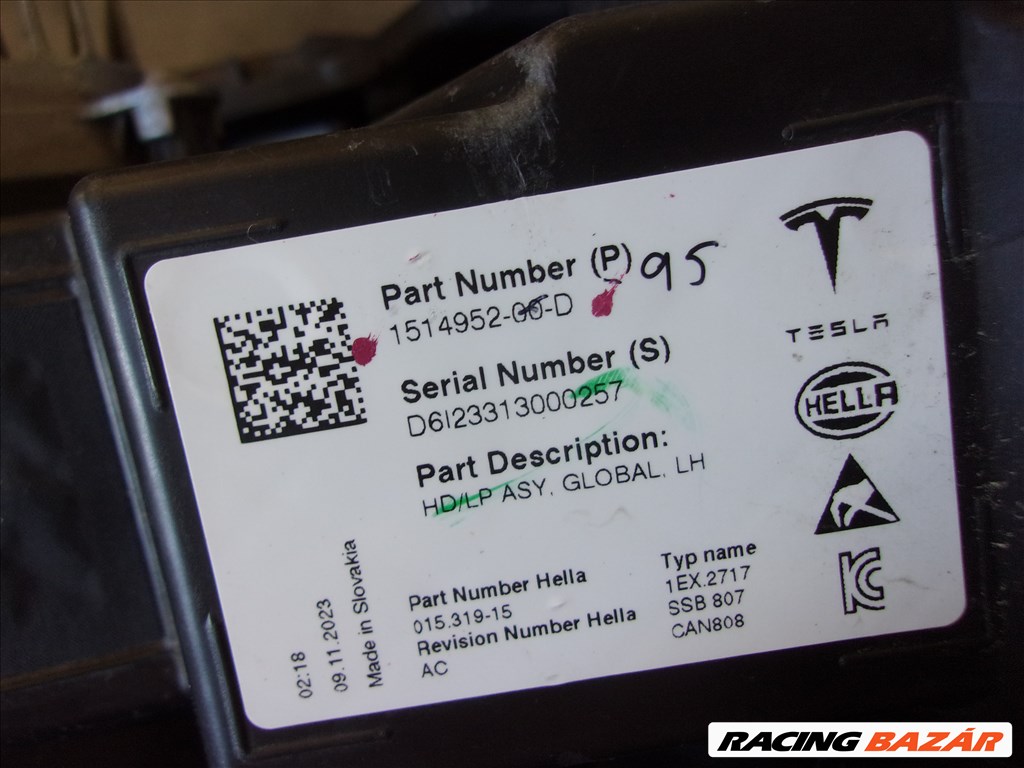 Part Number (P) 95
1514952-00-D
Serial Number (S)
D6I23313000257
Part Description:
HD/LP ASY, GLOBAL, LH
Part Number Hella
015.319-15
Revision Number Hella
AC
Typ name
1EX.2717
SSB 807
CAN808
02:18
09.11.2023
Made in Slovakia
TESLA
HELLA
RACING BAZÁR